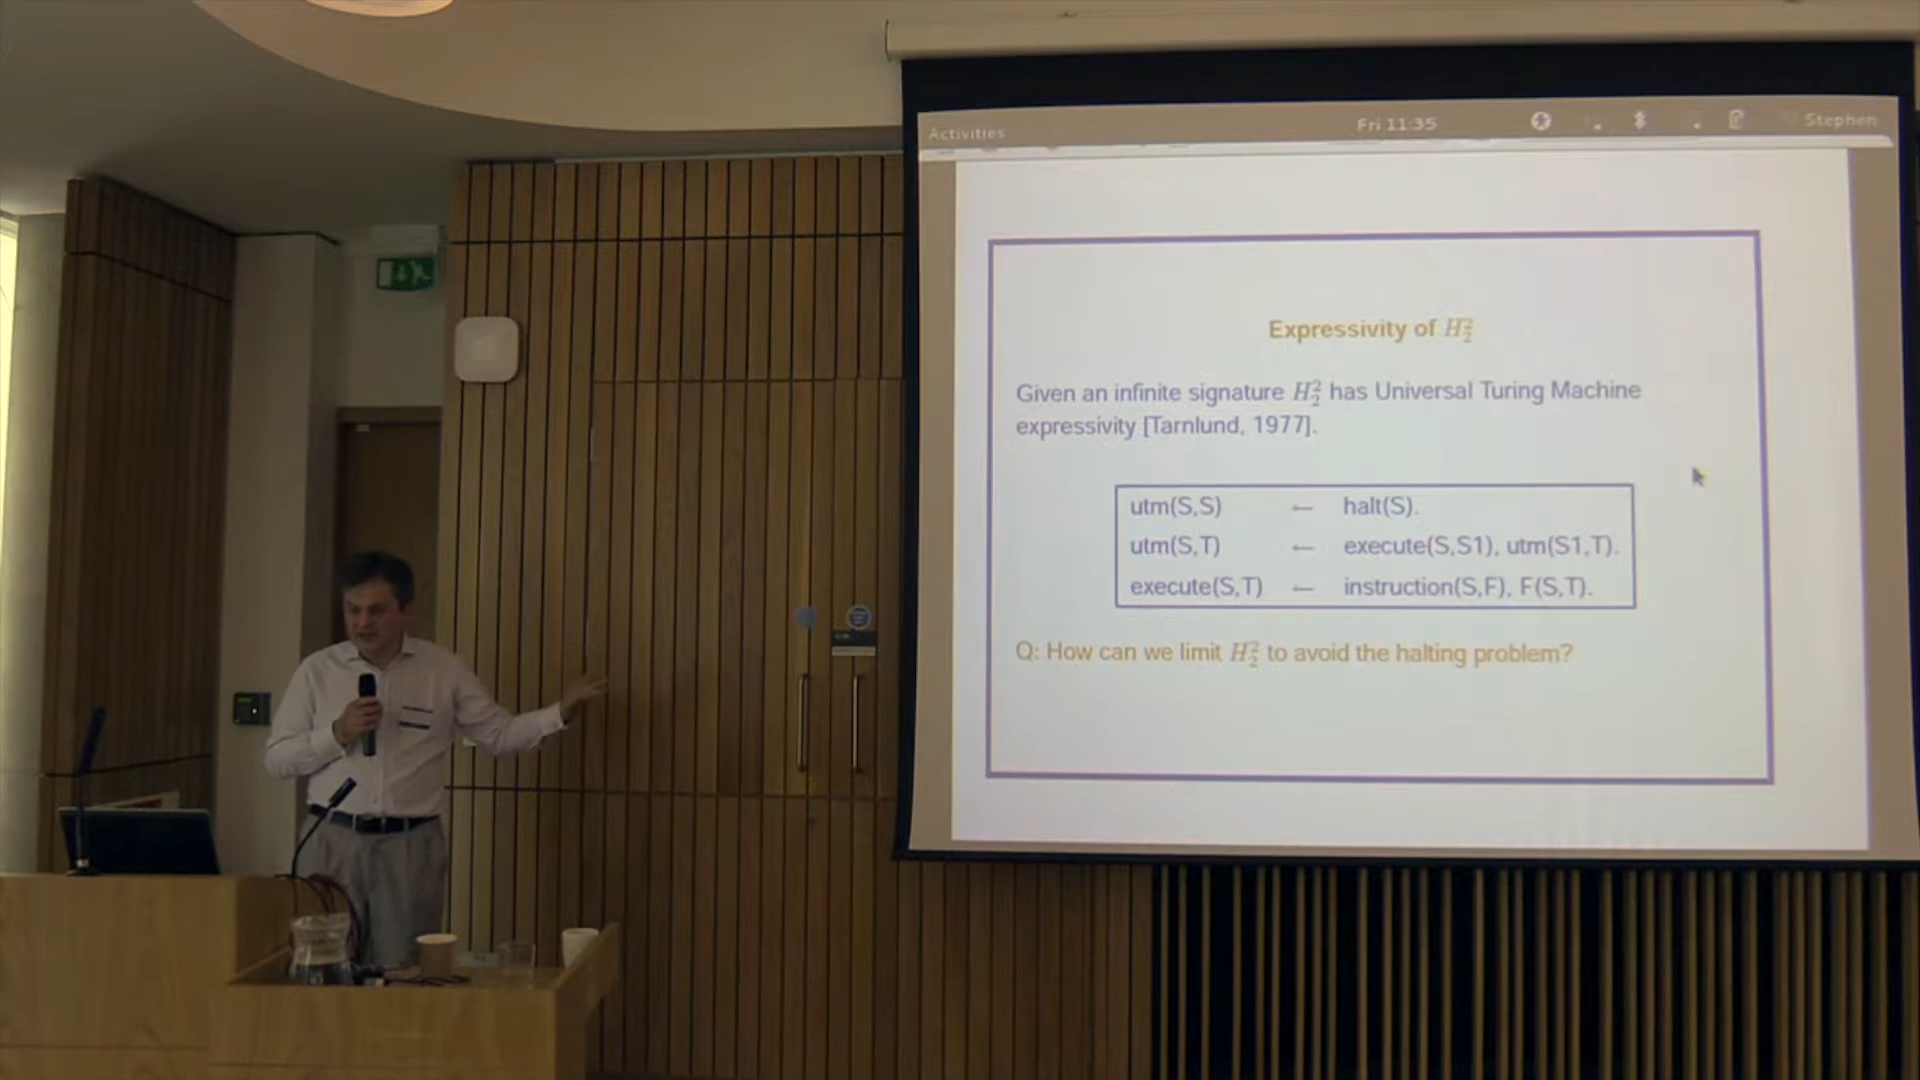 Activities Fri 11:35 Stephen
Expressivity of H²₂
Given an infinite signature H²₂ has Universal Turing Machine
expressivity [Tarnlund, 1977].
utm(S,S) ← halt(S).
utm(S,T) ← execute(S,S1), utm(S1,T).
execute(S,T) ← instruction(S,F), F(S,T).
Q: How can we limit H²₂ to avoid the halting problem?